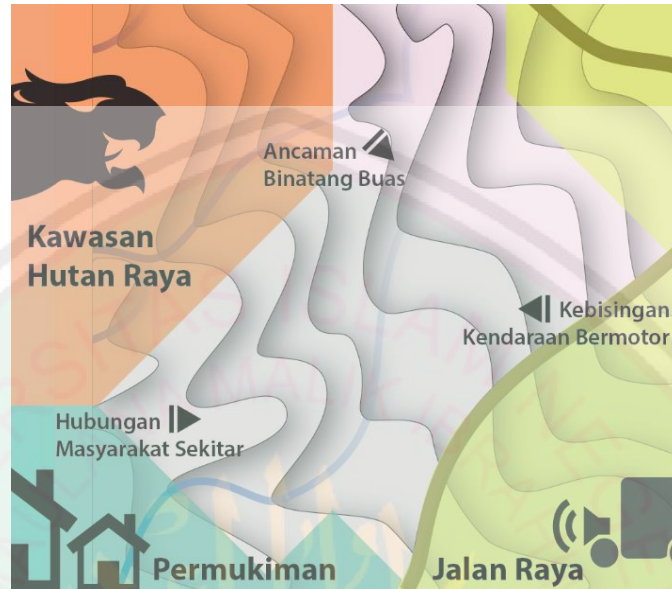 Ancaman
Binatang Buas
Kawasan
Hutan Raya
Kebisingan
Kendaraan Bermotor
Hubungan
Masyarakat Sekitar
Permukiman
Jalan Raya